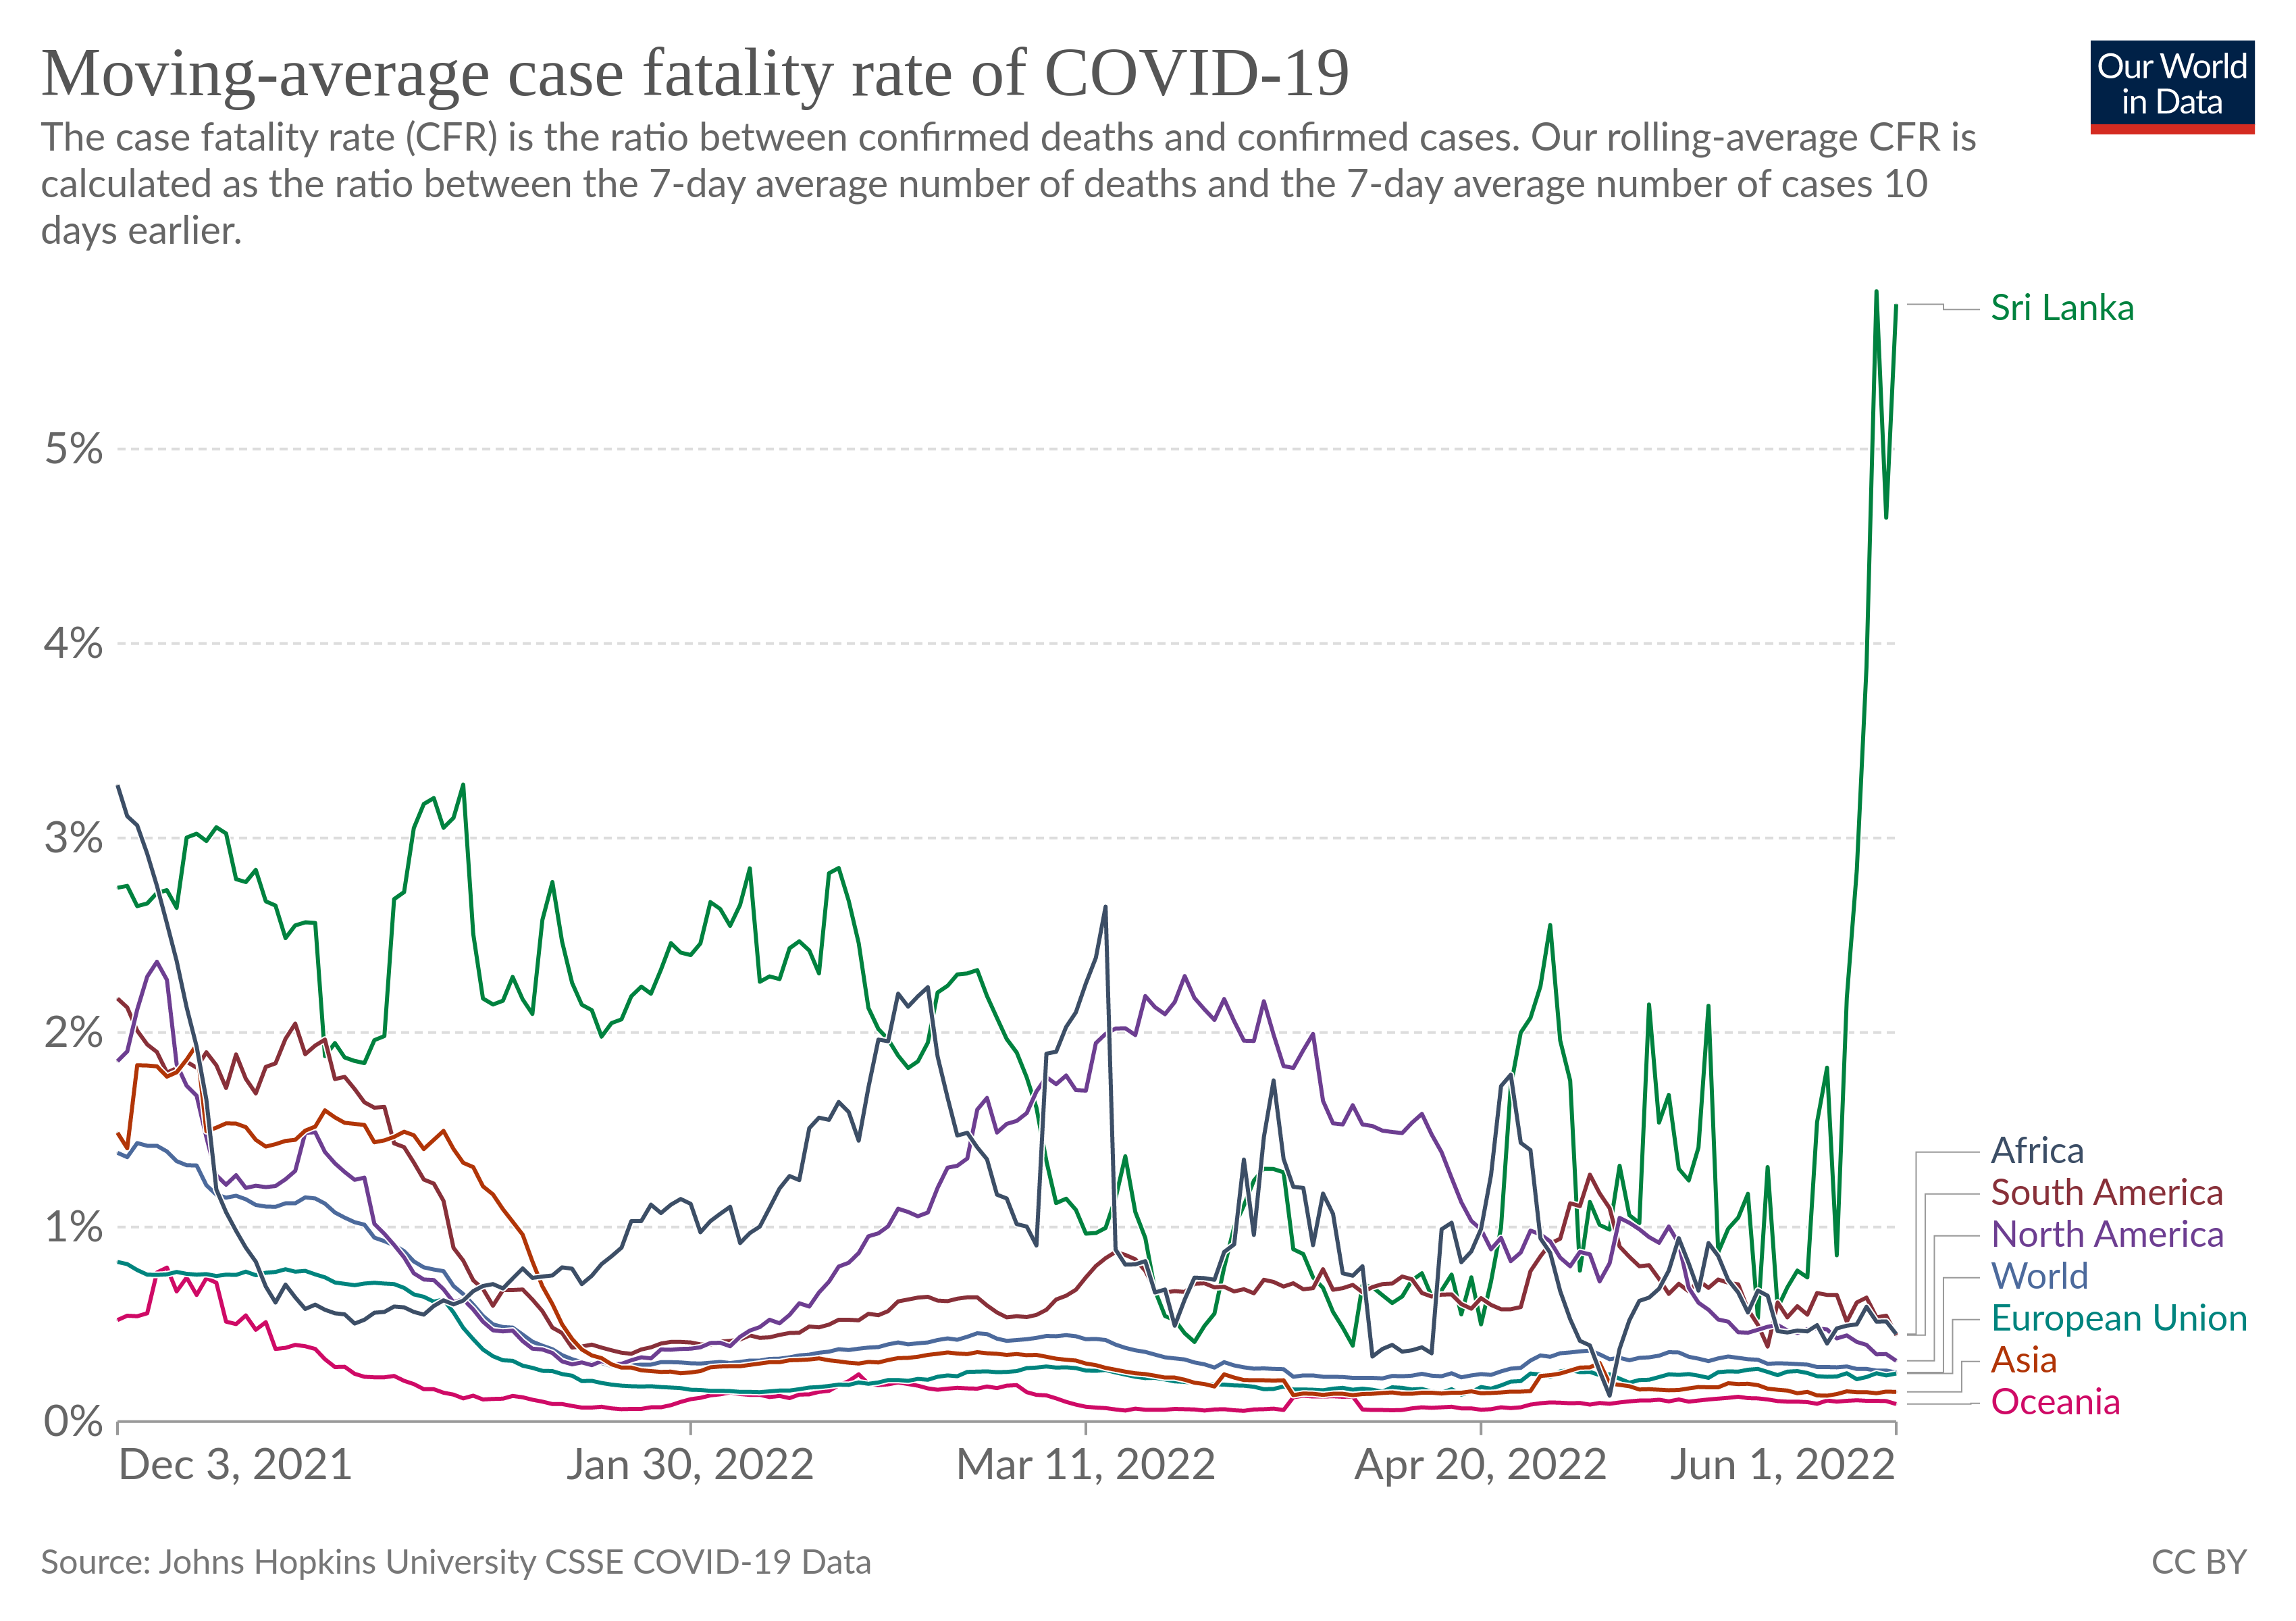 Moving-average case fatality rate of COVID-19
Our World
in Data
The case fatality rate (CFR) is the ratio between confirmed deaths and confirmed cases. Our rolling-average CFR is
calculated as the ratio between the 7-day average number of deaths and the 7-day average number of cases 10
days earlier.
Sri Lanka
5%
4%
3%
2%
1%
0%
Africa
South America
North America
World
European Union
Asia
Oceania
Dec 3, 2021
Jan 30, 2022
Mar 11, 2022
Apr 20, 2022
Jun 1, 2022
Source: Johns Hopkins University CSSE COVID-19 Data
CC BY